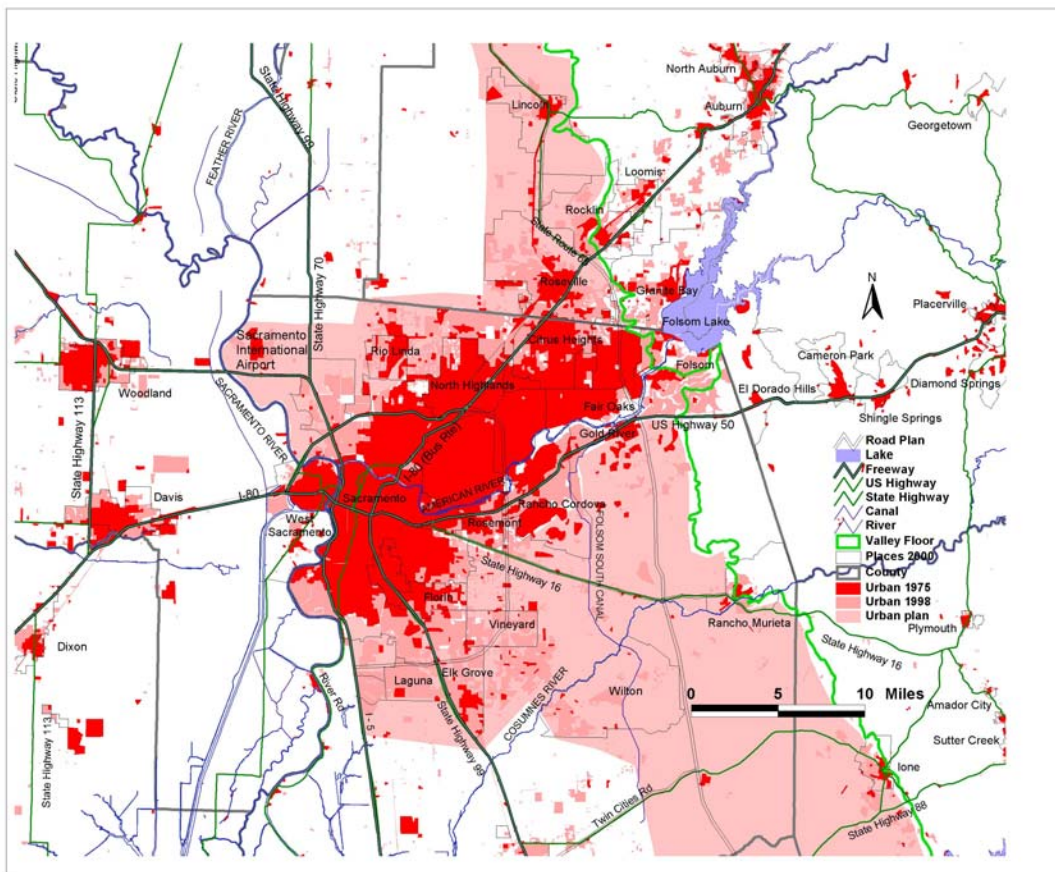 North Auburn
Auburn
Lincoln
Georgetown
State Highway 99
FEATHER RIVER
Loomis
Rocklin
State Route 65
State Highway 70
Roseville
Granite Bay
N
Folsom Lake
Placerville
Sacramento
International
Airport
Rio Linda
Citrus Heights
Cameron Park
Folsom
North Highlands
El Dorado Hills
Diamond Springs
Woodland
SACRAMENTO RIVER
Fair Oaks
Shingle Springs
Gold River
US Highway 50
State Highway 113
I-80 (Bus Rte)
Davis
I-80
Sacramento
AMERICAN RIVER
Rancho Cordova
West
Sacramento
Rosemont
FOLSOM SOUTH CANAL
State Highway 16
Florin
Vineyard
Rancho Murieta
Plymouth
State Highway 16
Dixon
Laguna
Elk Grove
Wilton
River Rd
COSUMNES RIVER
I-5
State Highway 99
State Highway 113
Amador City
Sutter Creek
Ione
Twin Cities Rd
State Highway 88
Road Plan
Lake
Freeway
US Highway
State Highway
Canal
River
Valley Floor
Places 2000
County
Urban 1975
Urban 1998
Urban plan
0 5 10 Miles